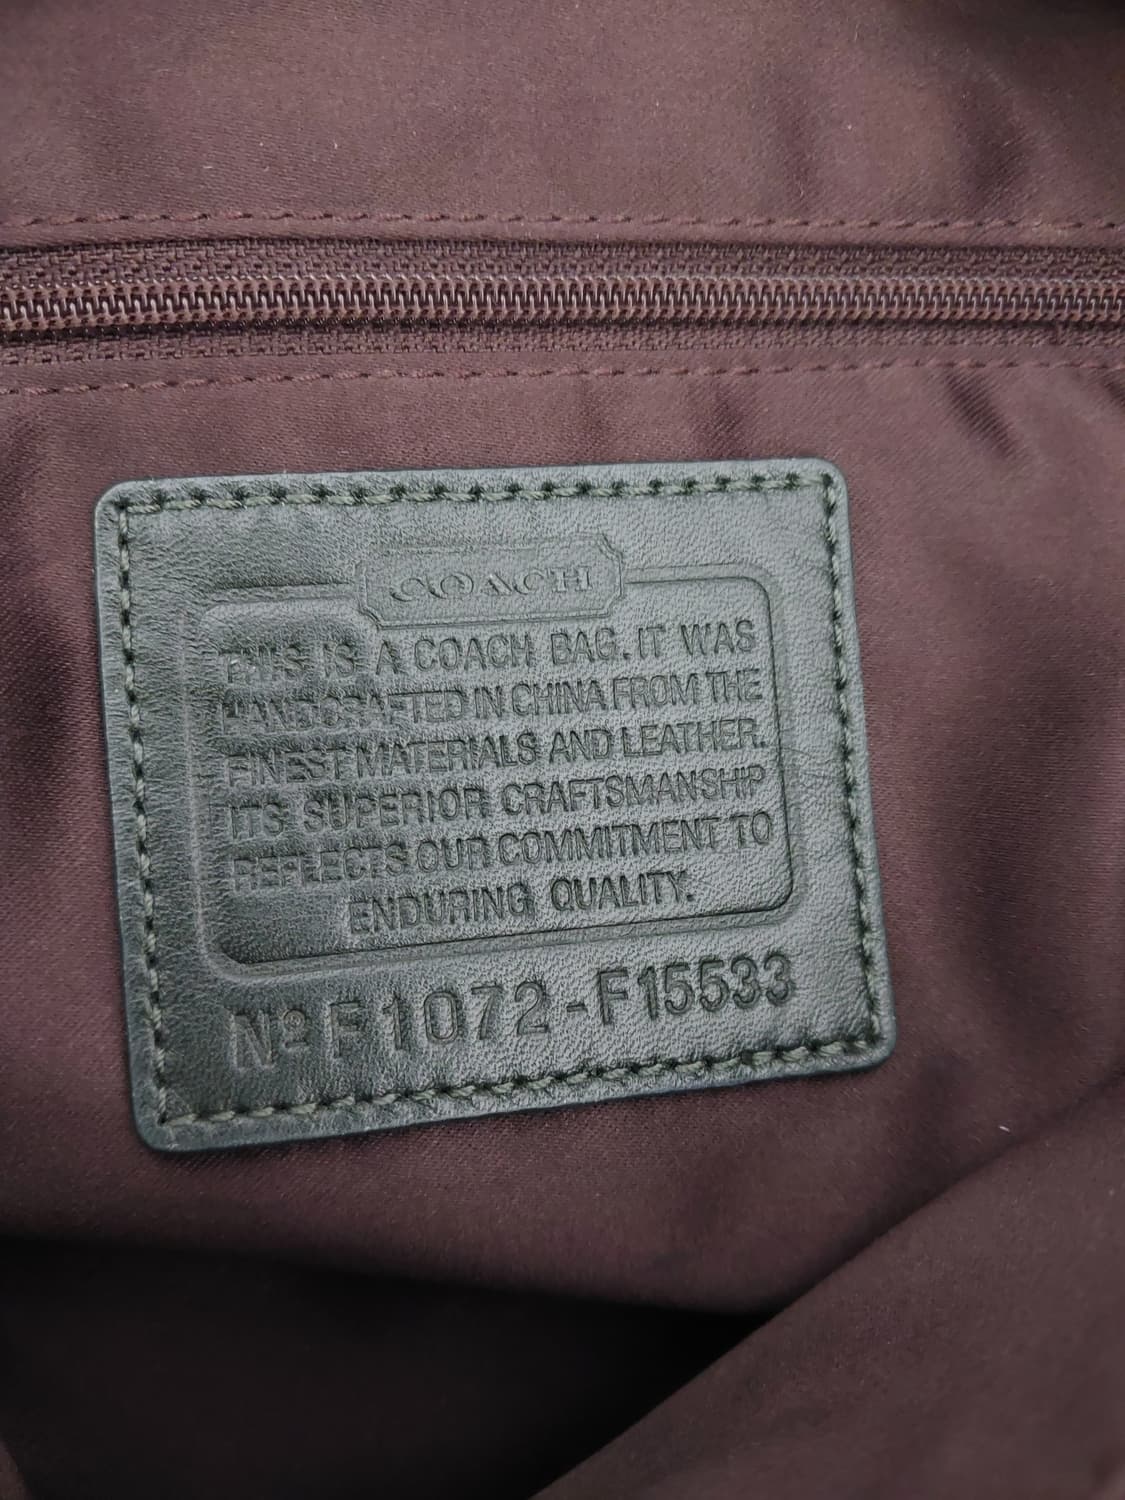 COACH
THIS IS A COACH BAG. IT WAS
HANDCRAFTED IN CHINA FROM THE
FINEST MATERIALS AND LEATHER.
ITS SUPERIOR CRAFTSMANSHIP
REFLECTS OUR COMMITMENT TO
ENDURING QUALITY.
Nº F1072-F15533